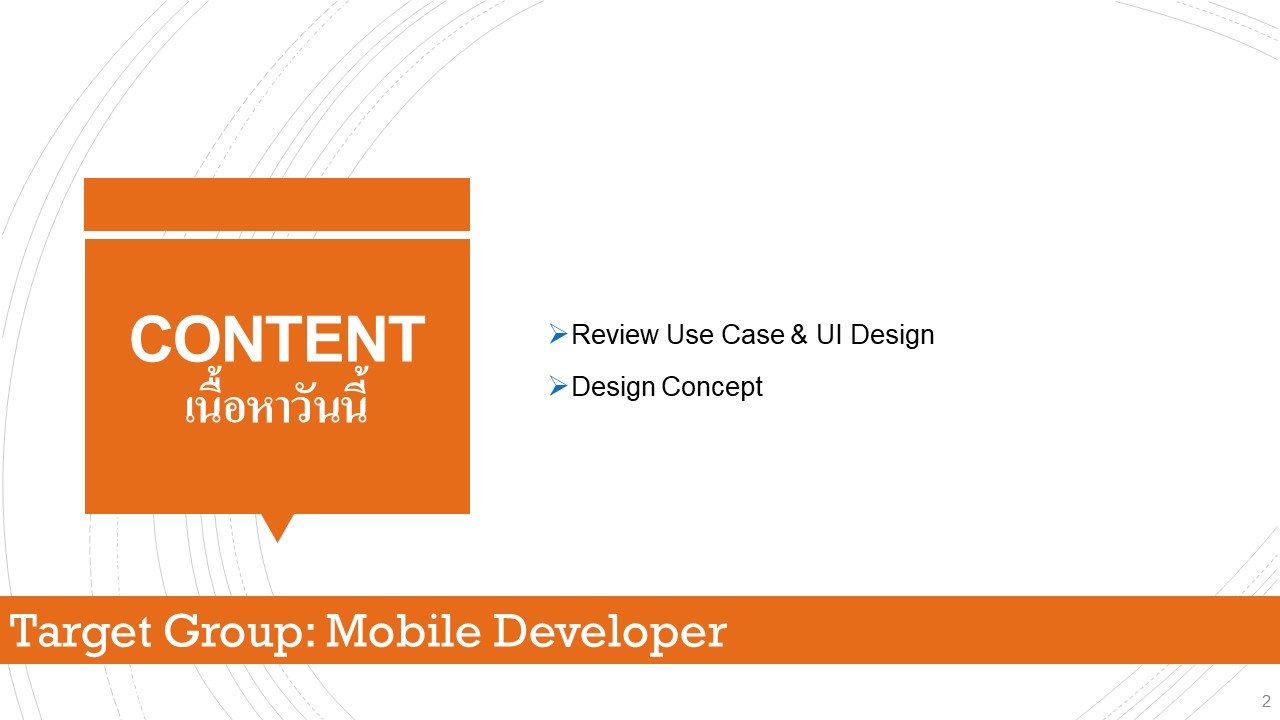 CONTENT
เนื้อหาวันนี้
Review Use Case & UI Design
Design Concept
Target Group: Mobile Developer
2